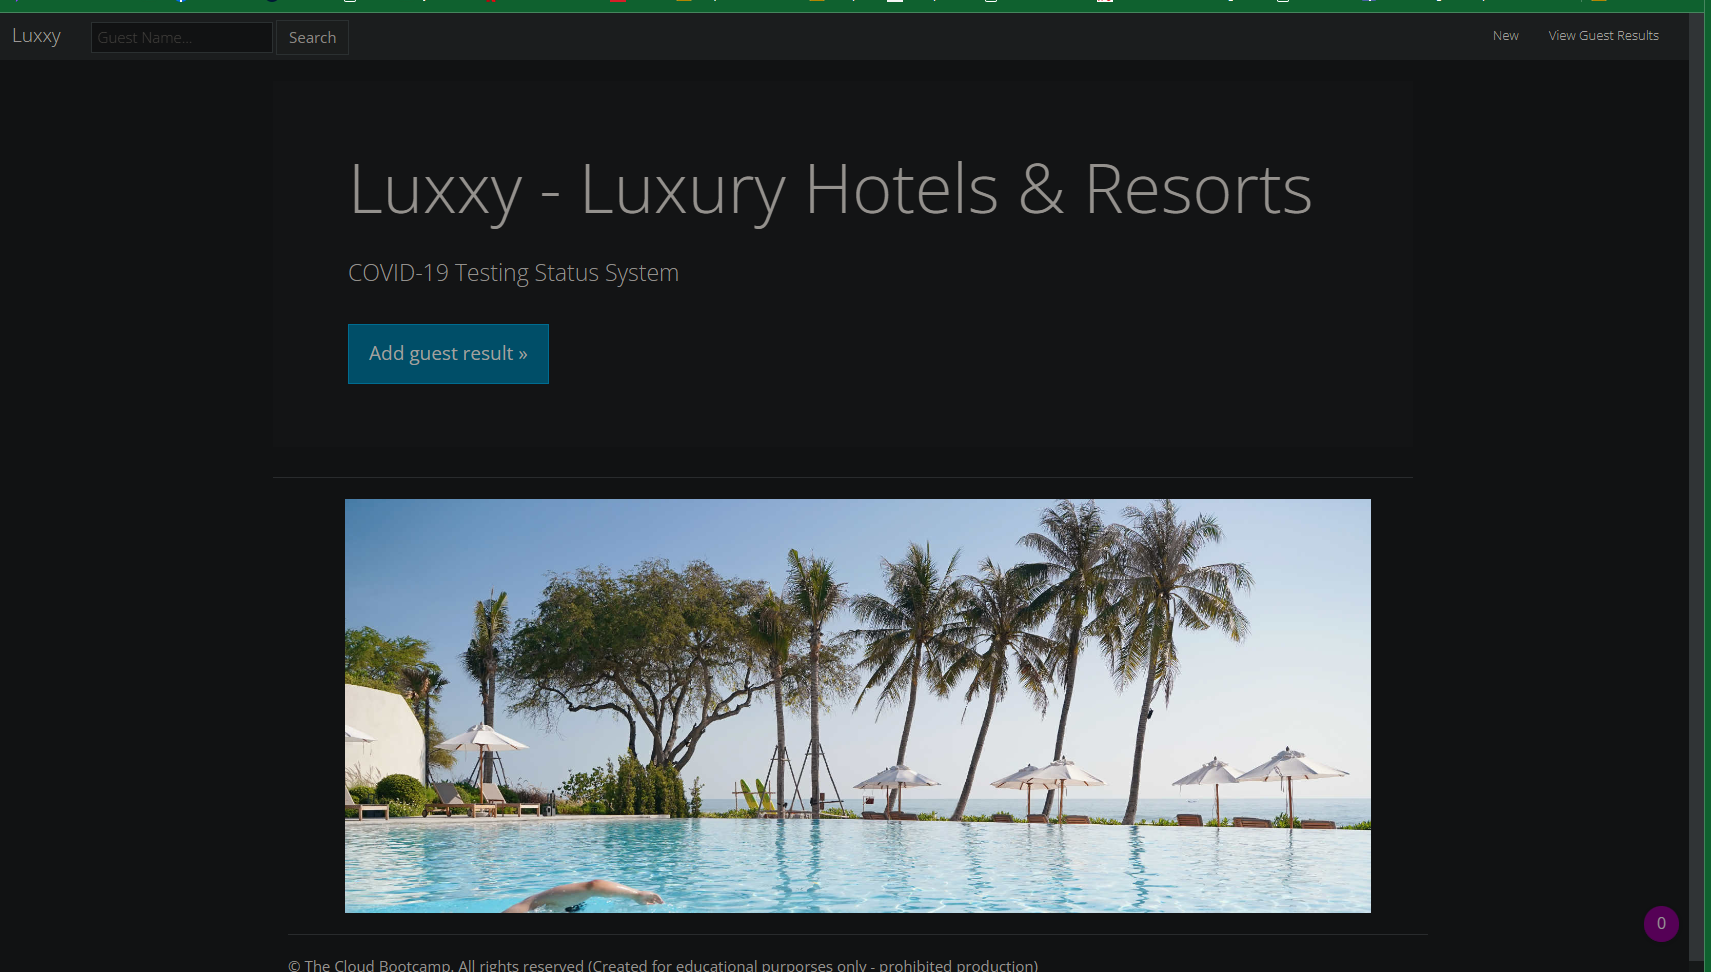 Luxxy
Guest Name...
Search
New
View Guest Results
Luxxy - Luxury Hotels & Resorts
COVID-19 Testing Status System
Add guest result »
0
© The Cloud Bootcamp. All rights reserved (Created for educational purporses only - prohibited production)